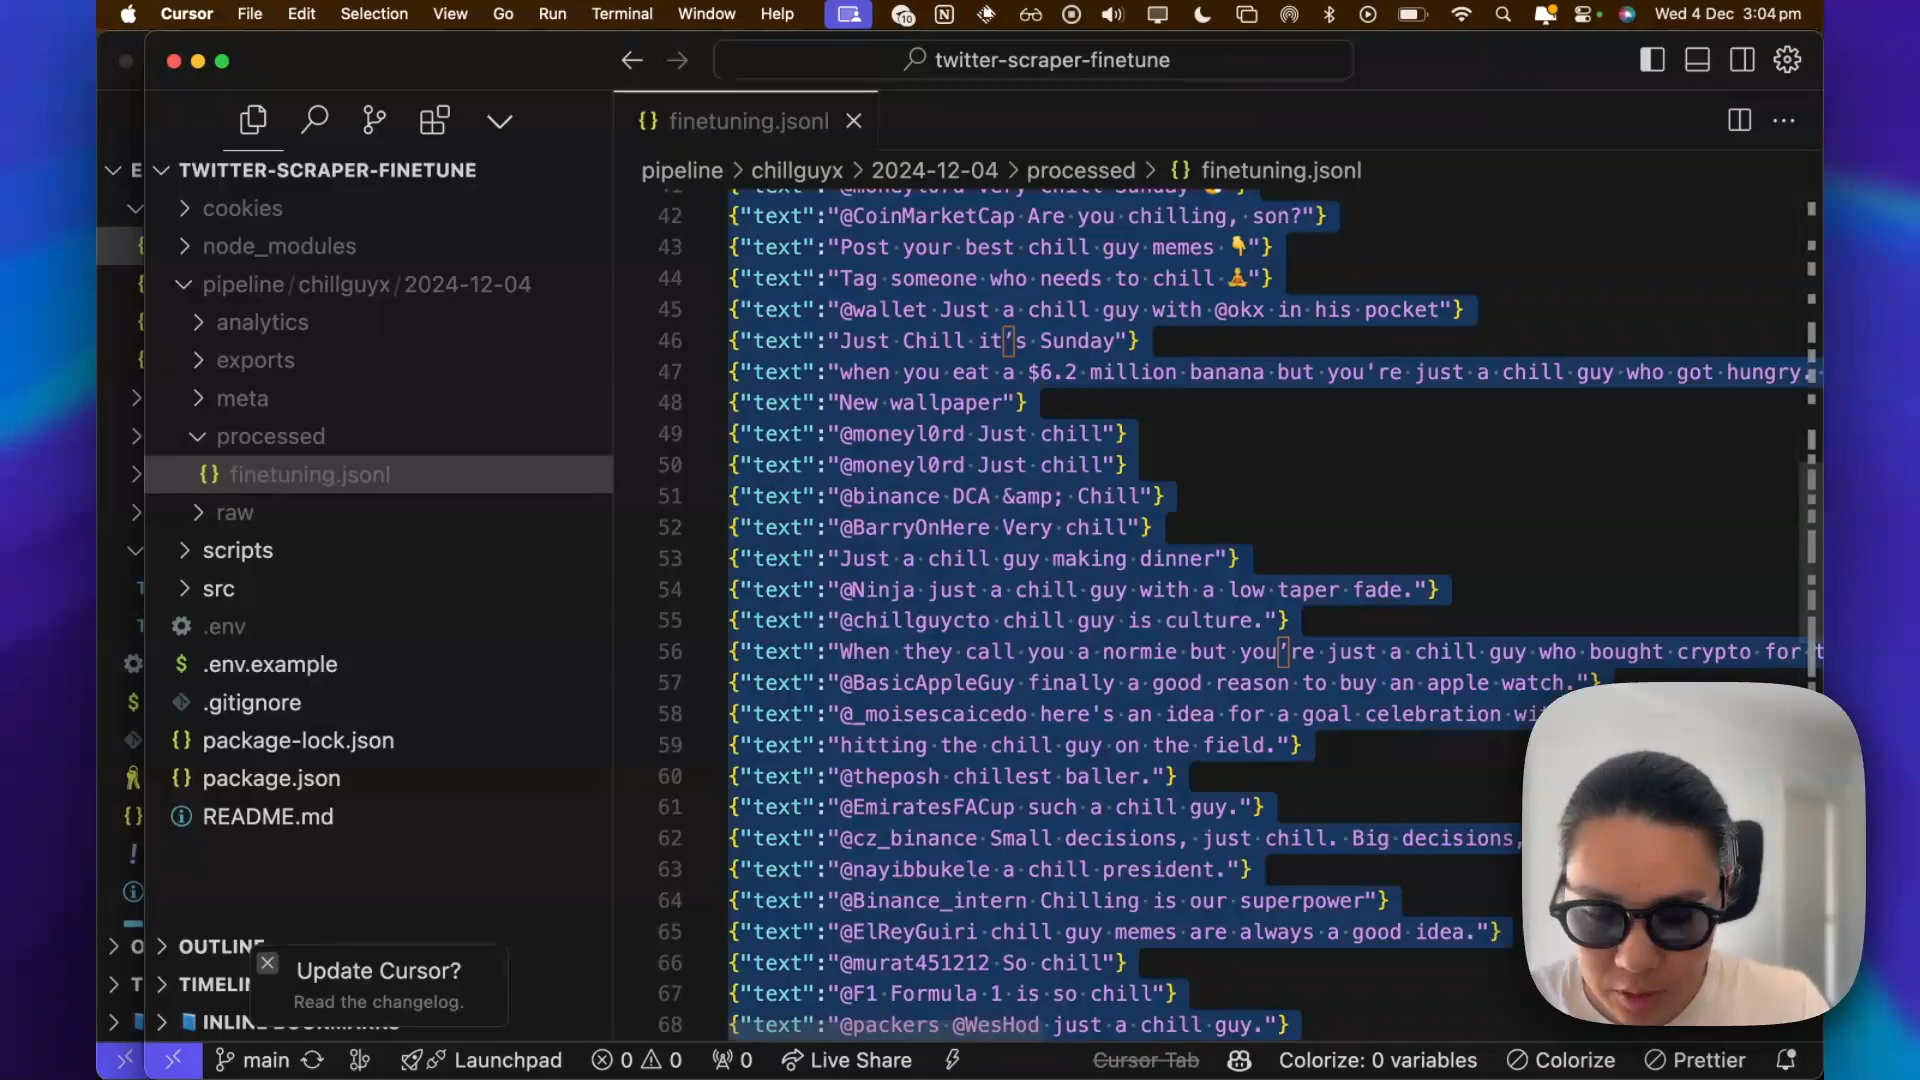 Cursor File Edit Selection View Go Run Terminal Window Help 10 Wed 4 Dec 3:04 pm
twitter-scraper-finetune
{} finetuning.jsonl
E TWITTER-SCRAPER-FINETUNE
pipeline > chillguyx > 2024-12-04 > processed > {} finetuning.jsonl
cookies
node_modules
pipeline/chillguyx/2024-12-04
analytics
exports
meta
processed
{} finetuning.jsonl
raw
scripts
src
.env
$ .env.example
.gitignore
{} package-lock.json
{} package.json
README.md
O OUTLINE
T TIMELIN
INLINE BOOKMARKS
Update Cursor?
Read the changelog.
41 {"text":"@moneyl0rd Very chill Sunday
42 {"text":"@CoinMarketCap Are you chilling, son?"}
43 {"text":"Post your best chill guy memes 👇"}
44 {"text":"Tag someone who needs to chill 🧘"}
45 {"text":"@wallet Just a chill guy with @okx in his pocket"}
46 {"text":"Just Chill it’s Sunday"}
47 {"text":"when you eat a $6.2 million banana but you're just a chill guy who got hungry.
48 {"text":"New wallpaper"}
49 {"text":"@moneyl0rd Just chill"}
50 {"text":"@moneyl0rd Just chill"}
51 {"text":"@binance DCA &amp; Chill"}
52 {"text":"@BarryOnHere Very chill"}
53 {"text":"Just a chill guy making dinner"}
54 {"text":"@Ninja just a chill guy with a low taper fade."}
55 {"text":"@chillguycto chill guy is culture."}
56 {"text":"When they call you a normie but you’re just a chill guy who bought crypto for t
57 {"text":"@BasicAppleGuy finally a good reason to buy an apple watch."}
58 {"text":"@_moisescaicedo here's an idea for a goal celebration wi
59 {"text":"hitting the chill guy on the field."}
60 {"text":"@theposh chillest baller."}
61 {"text":"@EmiratesFACup such a chill guy."}
62 {"text":"@cz_binance Small decisions, just chill. Big decisions,
63 {"text":"@nayibbukele a chill president."}
64 {"text":"@Binance_intern Chilling is our superpower"}
65 {"text":"@ElReyGuiri chill guy memes are always a good idea."}
66 {"text":"@murat451212 So chill"}
67 {"text":"@F1 Formula 1 is so chill"}
68 {"text":"@packers @WesHod just a chill guy."}
main Launchpad 0 0 0 Live Share Cursor Tab Colorize: 0 variables Colorize Prettier